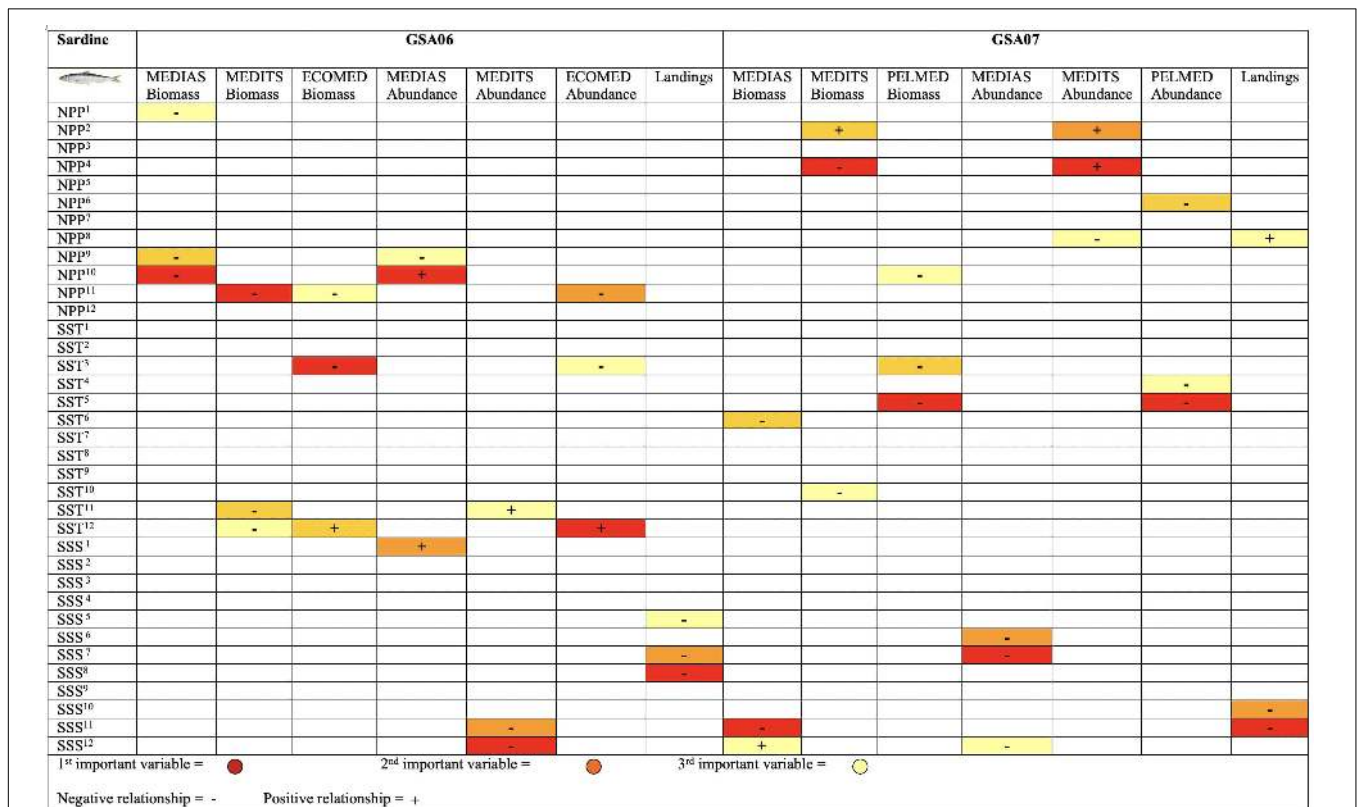 Sardine GSA06 GSA07
MEDIAS Biomass MEDITS Biomass ECOMED Biomass MEDIAS Abundance MEDITS Abundance ECOMED Abundance Landings MEDIAS Biomass MEDITS Biomass PELMED Biomass MEDIAS Abundance MEDITS Abundance PELMED Abundance Landings
NPP¹ -
NPP² + +
NPP³
NPP⁴ - +
NPP⁵
NPP⁶ -
NPP⁷
NPP⁸ - +
NPP⁹ - -
NPP¹⁰ - + -
NPP¹¹ - - -
NPP¹²
SST¹
SST²
SST³ - - -
SST⁴ -
SST⁵ - -
SST⁶ -
SST⁷
SST⁸
SST⁹
SST¹⁰ -
SST¹¹ - +
SST¹² - + +
SSS¹ +
SSS²
SSS³
SSS⁴
SSS⁵ -
SSS⁶ -
SSS⁷ - -
SSS⁸ -
SSS⁹
SSS¹⁰ -
SSS¹¹ - - -
SSS¹² - + -
1st important variable = 2nd important variable = 3rd important variable =
Negative relationship = - Positive relationship = +